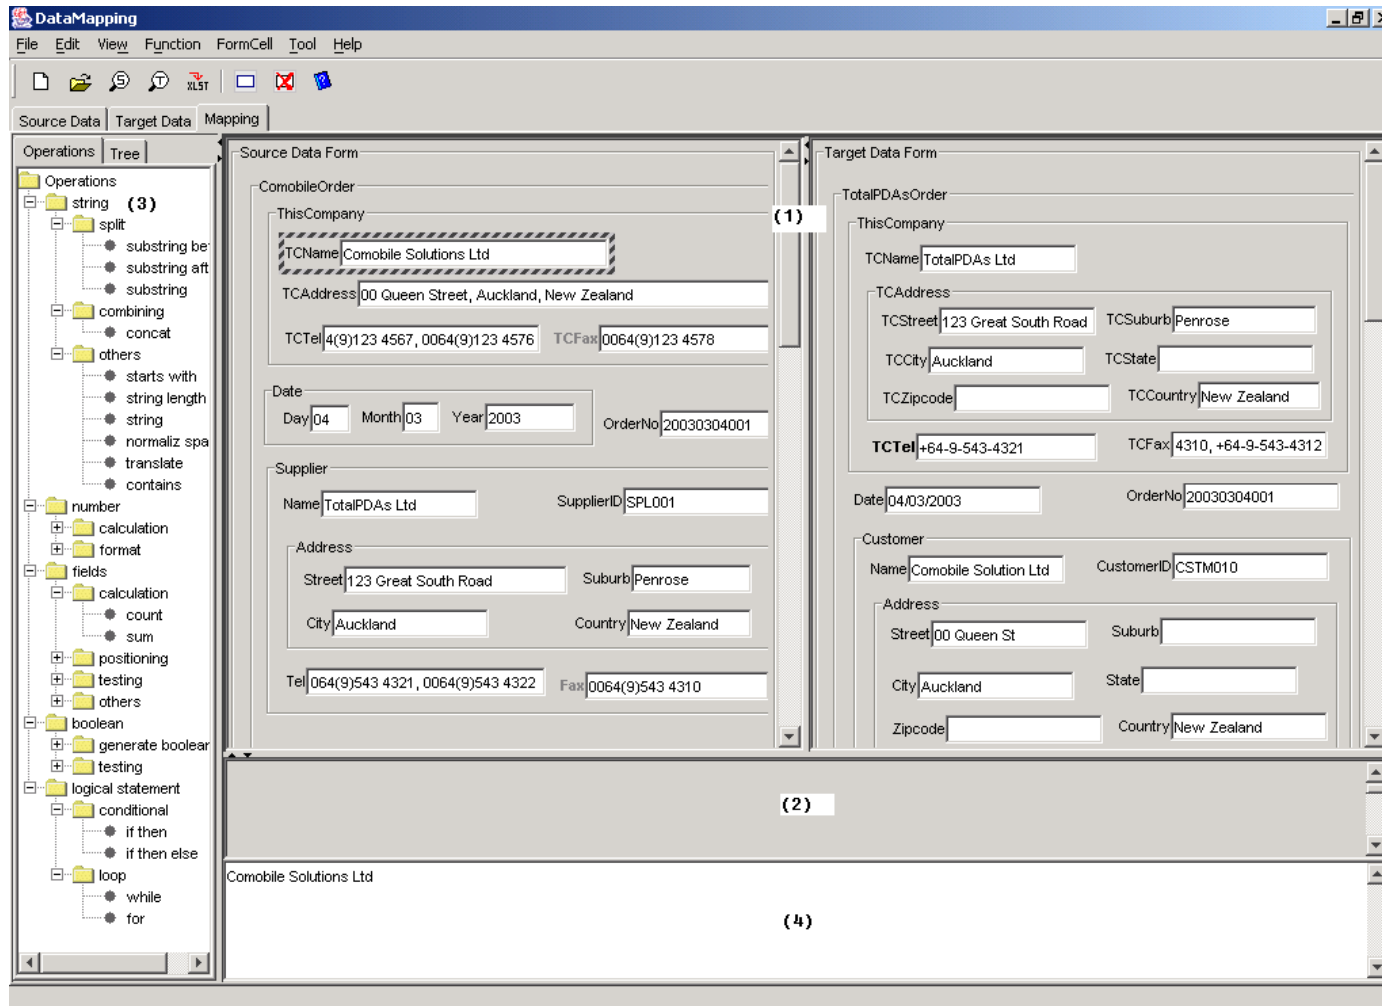 DataMapping
File Edit View Function FormCell Tool Help
S T XLST
Source Data Target Data Mapping
Operations Tree
Operations
string (3)
split
substring be
substring aft
substring
combining
concat
others
starts with
string length
string
normaliz spa
translate
contains
number
calculation
format
fields
calculation
count
sum
positioning
testing
others
boolean
generate boolear
testing
logical statement
conditional
if then
if then else
loop
while
for
Source Data Form
ComobileOrder
ThisCompany
TCName Comobile Solutions Ltd
TCAddress 00 Queen Street, Auckland, New Zealand
TCTel 4(9)123 4567, 0064(9)123 4576 TCFax 0064(9)123 4578
Date
Day 04 Month 03 Year 2003 OrderNo 20030304001
Supplier
Name TotalPDAs Ltd SupplierID SPL001
Address
Street 123 Great South Road Suburb Penrose
City Auckland Country New Zealand
Tel 064(9)543 4321, 0064(9)543 4322 Fax 0064(9)543 4310
(1)
Target Data Form
TotalPDAsOrder
ThisCompany
TCName TotalPDAs Ltd
TCAddress
TCStreet 123 Great South Road TCSuburb Penrose
TCCity Auckland TCState
TCZipcode TCCountry New Zealand
TCTel +64-9-543-4321 TCFax 4310, +64-9-543-4312
Date 04/03/2003 OrderNo 20030304001
Customer
Name Comobile Solution Ltd CustomerID CSTM010
Address
Street 00 Queen St Suburb
City Auckland State
Zipcode Country New Zealand
(2)
Comobile Solutions Ltd
(4)